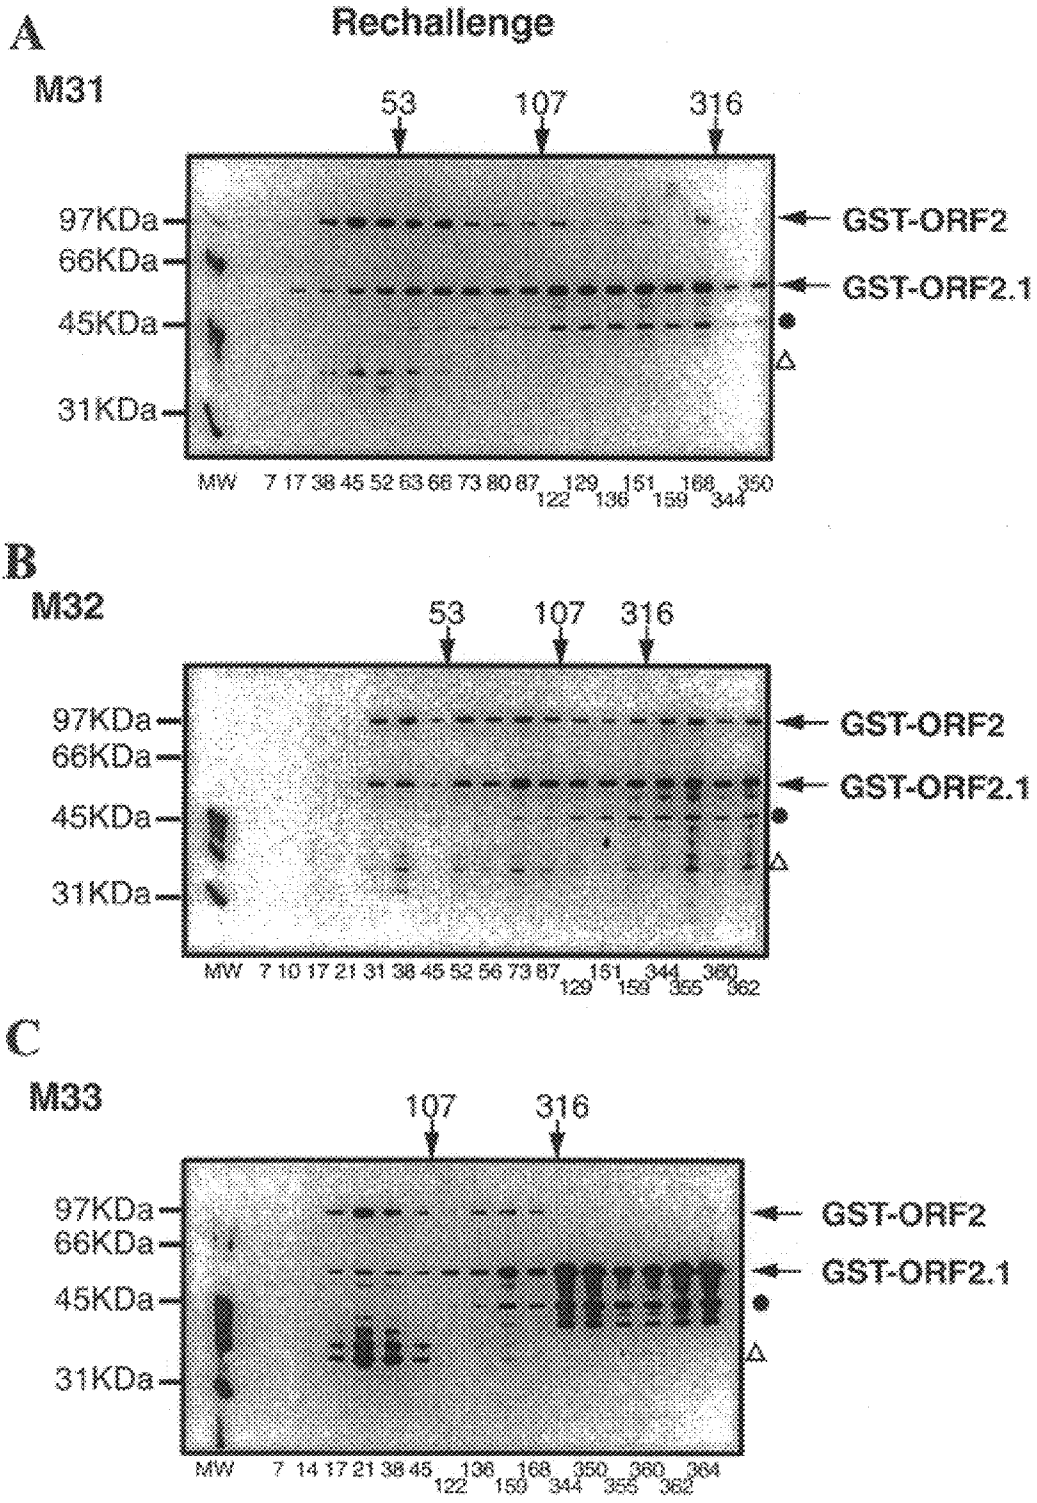 A
Rechallenge
M31
53 107 316
97KDa
66KDa
45KDa
31KDa
GST-ORF2
GST-ORF2.1
MW 7 17 38 45 52 63 66 73 80 87 129 151 168 350
122 136 159 344
B
M32
53 107 316
97KDa
66KDa
45KDa
31KDa
GST-ORF2
GST-ORF2.1
MW 7 10 17 21 31 38 45 52 56 73 87 151 344 360
129 159 355 362
C
M33
107 316
97KDa
66KDa
45KDa
31KDa
GST-ORF2
GST-ORF2.1
MW 7 14 17 21 38 45 136 168 350 360 364
122 159 344 355 362